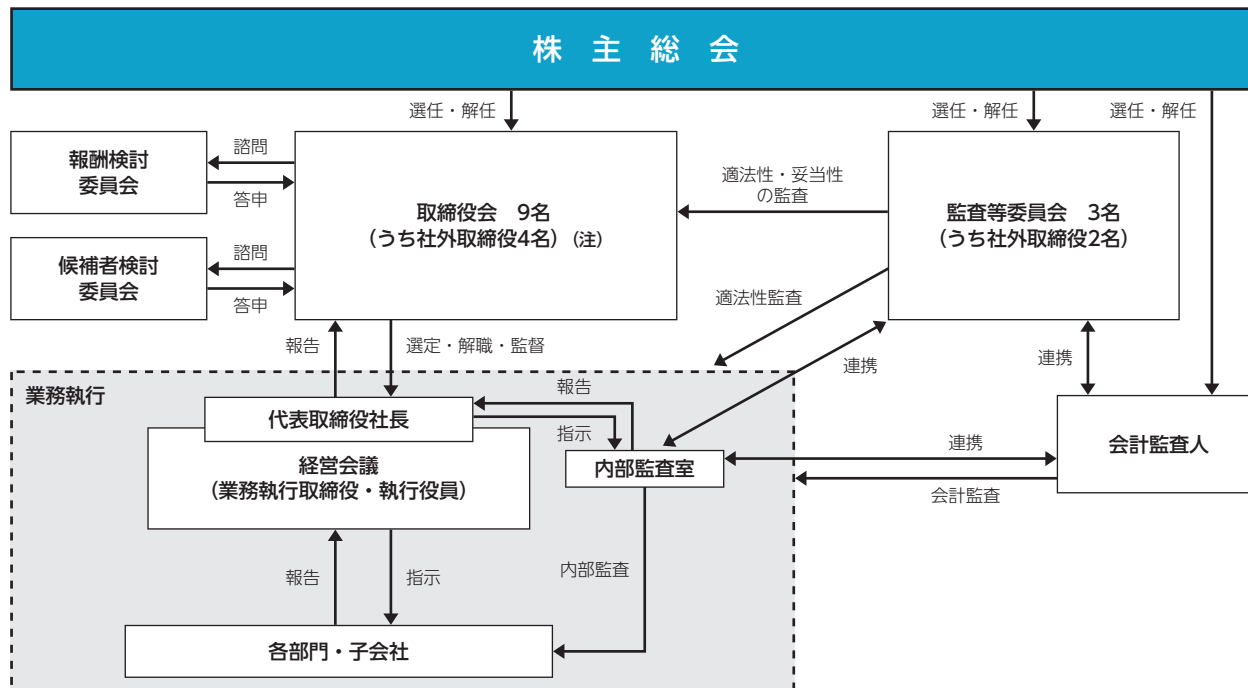 株 主 総 会
選任・解任
選任・解任
選任・解任
報酬検討
委員会
諮問
答申
取締役会　9名
（うち社外取締役4名）（注）
適法性・妥当性
の監査
監査等委員会　3名
（うち社外取締役2名）
候補者検討
委員会
諮問
答申
適法性監査
報告
選定・解職・監督
連携
連携
業務執行
代表取締役社長
報告
指示
経営会議
（業務執行取締役・執行役員）
内部監査室
連携
会計監査
会計監査人
報告
指示
内部監査
各部門・子会社